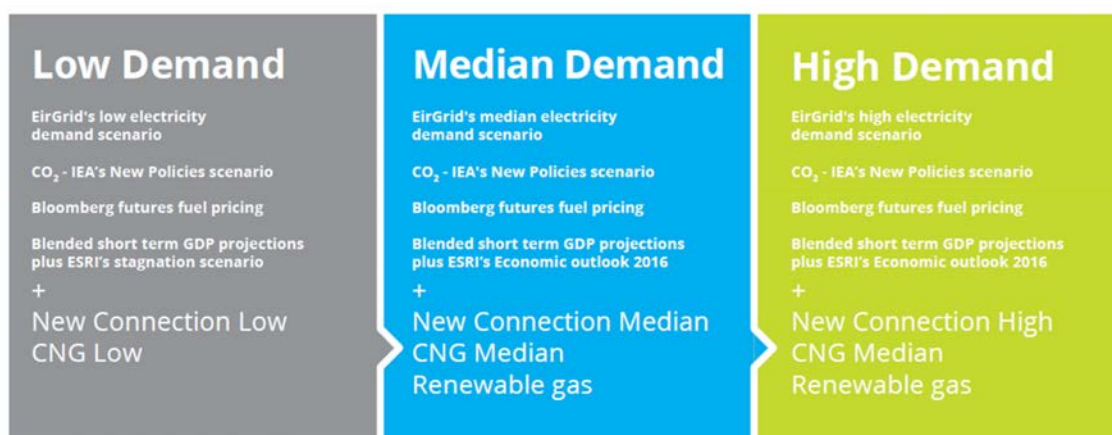 Low Demand
EirGrid's low electricity
demand scenario
CO₂ - IEA's New Policies scenario
Bloomberg futures fuel pricing
Blended short term GDP projections
plus ESRI's stagnation scenario
+
New Connection Low
CNG Low
Median Demand
EirGrid's median electricity
demand scenario
CO₂ - IEA's New Policies scenario
Bloomberg futures fuel pricing
Blended short term GDP projections
plus ESRI's Economic outlook 2016
+
New Connection Median
CNG Median
Renewable gas
High Demand
EirGrid's high electricity
demand scenario
CO₂ - IEA's New Policies scenario
Bloomberg futures fuel pricing
Blended short term GDP projections
plus ESRI's Economic outlook 2016
+
New Connection High
CNG Median
Renewable gas